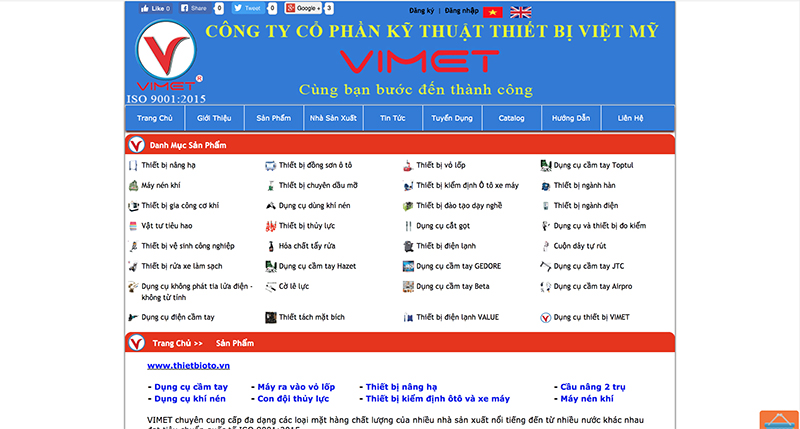 Like 0 Share 0 Tweet 0 Google + 3 Đăng ký | Đăng nhập
CÔNG TY CỔ PHẦN KỸ THUẬT THIẾT BỊ VIỆT MỸ
VIMET
Cùng bạn bước đến thành công
VIMET ®
ISO 9001:2015
Trang Chủ Giới Thiệu Sản Phẩm Nhà Sản Xuất Tin Tức Tuyển Dụng Catalog Hướng Dẫn Liên Hệ
Danh Mục Sản Phẩm
Thiết bị nâng hạ Thiết bị đồng sơn ô tô Thiết bị vỏ lốp Dụng cụ cầm tay Toptul
Máy nén khí Thiết bị chuyên dầu mỡ Thiết bị kiểm định Ô tô xe máy Thiết bị ngành hàn
Thiết bị gia công cơ khí Dụng cụ dùng khí nén Thiết bị đào tạo dạy nghề Thiết bị ngành điện
Vật tư tiêu hao Thiết bị thủy lực Dụng cụ cắt gọt Dụng cụ và thiết bị đo kiểm
Thiết bị vệ sinh công nghiệp Hóa chất tẩy rửa Thiết bị điện lạnh Cuộn dây tự rút
Thiết bị rửa xe làm sạch Dụng cụ cầm tay Hazet Dụng cụ cầm tay GEDORE Dụng cụ cầm tay JTC
Dụng cụ không phát tia lửa điện - Cờ lê lực Dụng cụ cầm tay Beta Dụng cụ cầm tay Airpro
không từ tính
Dụng cụ điện cầm tay Thiết tách mặt bích Thiết bị điện lạnh VALUE Dụng cụ thiết bị VIMET
Trang Chủ >> Sản Phẩm
www.thietbioto.vn
- Dụng cụ cầm tay - Máy ra vào vỏ lốp - Thiết bị nâng hạ - Cầu nâng 2 trụ
- Dụng cụ khí nén - Con đội thủy lực - Thiết bị kiểm định ôtô và xe máy - Máy nén khí
VIMET chuyên cung cấp đa dạng các loại mặt hàng chất lượng của nhiều nhà sản xuất nổi tiếng đến từ nhiều nước khác nhau